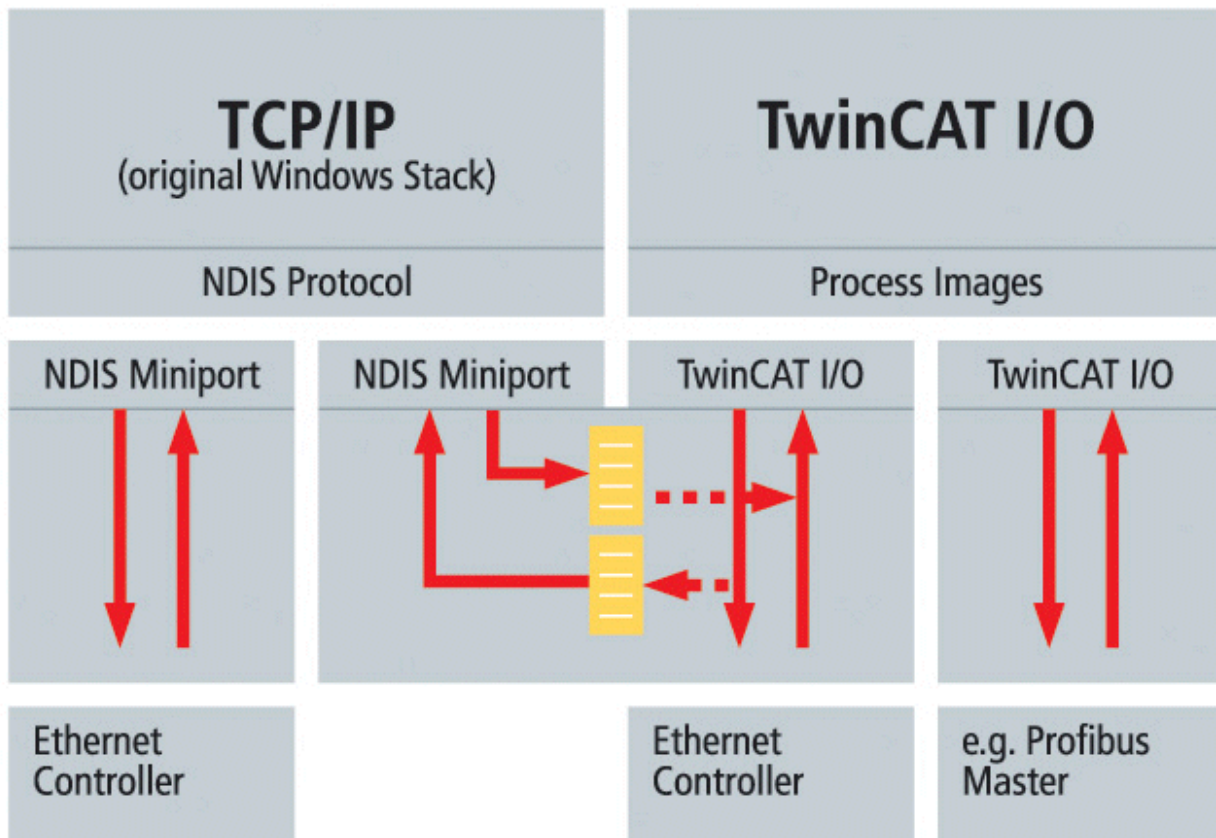 TCP/IP
(original Windows Stack)
TwinCAT I/O
NDIS Protocol
Process Images
NDIS Miniport
NDIS Miniport
TwinCAT I/O
TwinCAT I/O
Ethernet
Controller
Ethernet
Controller
e.g. Profibus
Master